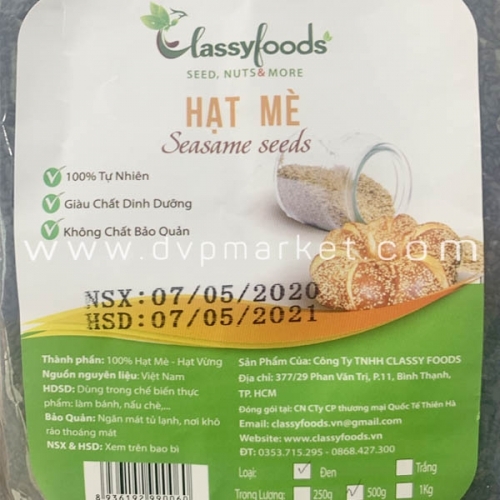 Classyfoods
SEED, NUTS & MORE
HẠT MÈ
Seasame seeds
100% Tự Nhiên
Giàu Chất Dinh Dưỡng
Không Chất Bảo Quản
www.dvpmarket.com
NSX:07/05/2020
HSD:07/05/2021
Thành phần: 100% Hạt Mè - Hạt Vừng
Nguồn nguyên liệu: Việt Nam
HDSD: Dùng trong chế biến thực
phẩm: làm bánh, nấu chè,...
Bảo Quản: Ngăn mát tủ lạnh, nơi khô
ráo thoáng mát
NSX & HSD: Xem trên bao bì
8 936192 990060
Sản Phẩm Của: Công Ty TNHH CLASSY FOODS
Địa chỉ: 377/29 Phan Văn Trị, P.11, Bình Thạnh,
TP. HCM
Đóng gói tại: CN CTy CP thương mại Quốc Tế Thiên Hà
Email: classyfoods.vn@gmail.com
Website: www.classyfoods.vn
ĐT: 0353.715.295 - 0868.427.300
Loại: Đen Trắng
Trọng Lượng: 250g 500g 1Kg